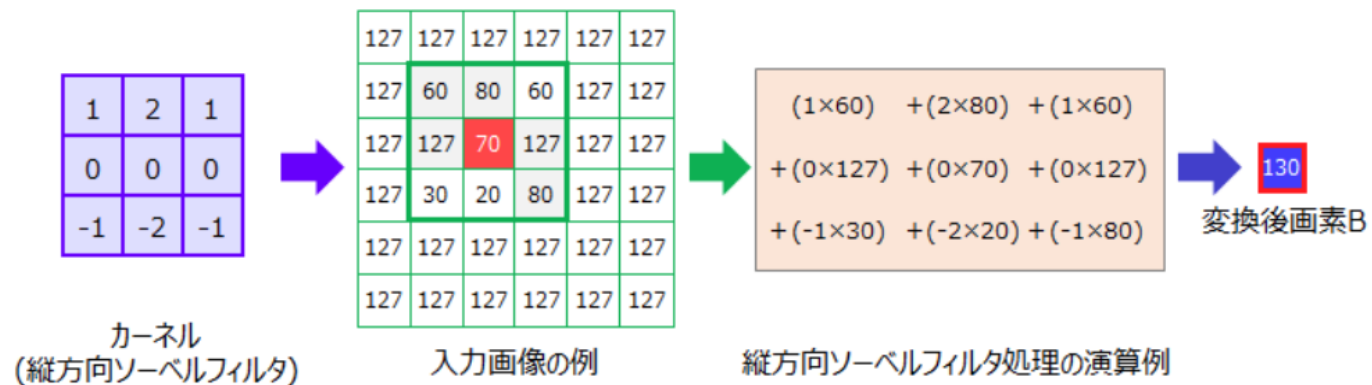 1 2 1
0 0 0
-1 -2 -1
カーネル
(縦方向ソーベルフィルタ)
127 127 127 127 127 127
127 60 80 60 127 127
127 127 70 127 127 127
127 30 20 80 127 127
127 127 127 127 127 127
127 127 127 127 127 127
入力画像の例
(1×60) +(2×80) +(1×60)
+(0×127) +(0×70) +(0×127)
+(-1×30) +(-2×20) +(-1×80)
縦方向ソーベルフィルタ処理の演算例
130
変換後画素B